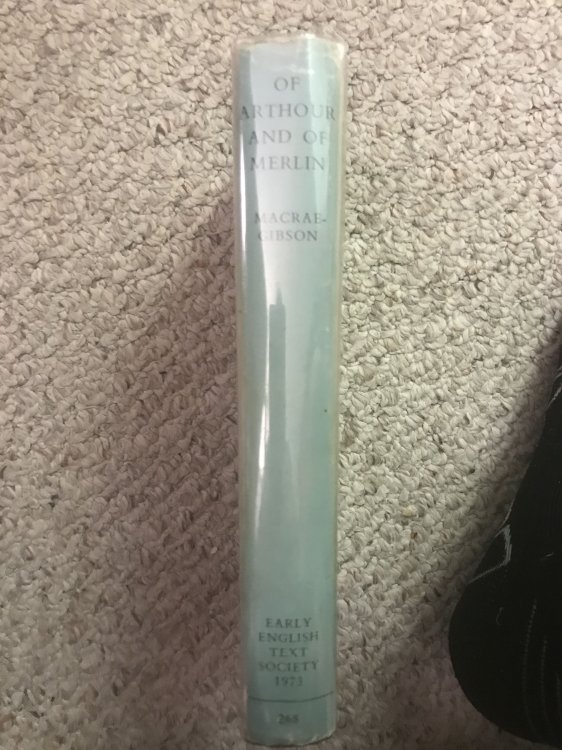 OF
ARTHOUR
AND OF
MERLIN
MACRAE-
GIBSON
EARLY
ENGLISH
TEXT
SOCIETY
1973
268